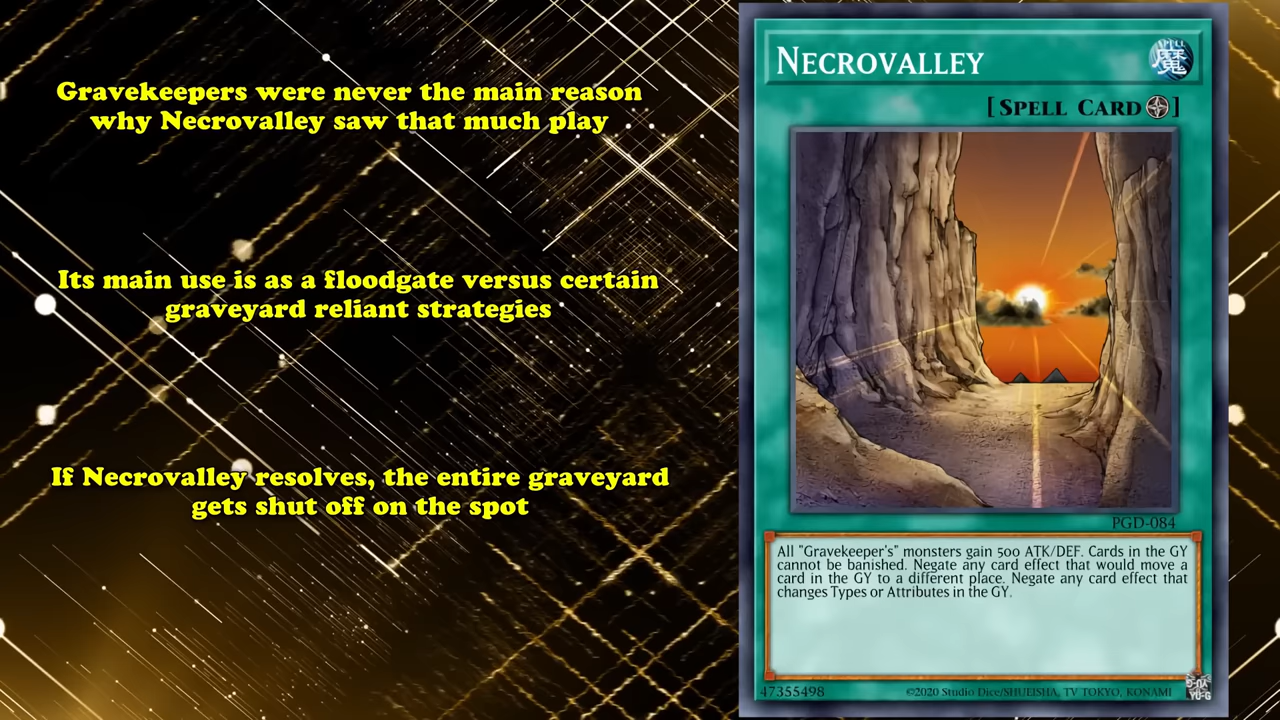 Gravekeepers were never the main reason
why Necrovalley saw that much play
Its main use is as a floodgate versus certain
graveyard reliant strategies
If Necrovalley resolves, the entire graveyard
gets shut off on the spot
Necrovalley
[Spell Card]
PGD-084
All "Gravekeeper's" monsters gain 500 ATK/DEF. Cards in the GY
cannot be banished. Negate any card effect that would move a
card in the GY to a different place. Negate any card effect that
changes Types or Attributes in the GY.
47355498
©2020 Studio Dice/SHUEISHA, TV TOKYO, KONAMI